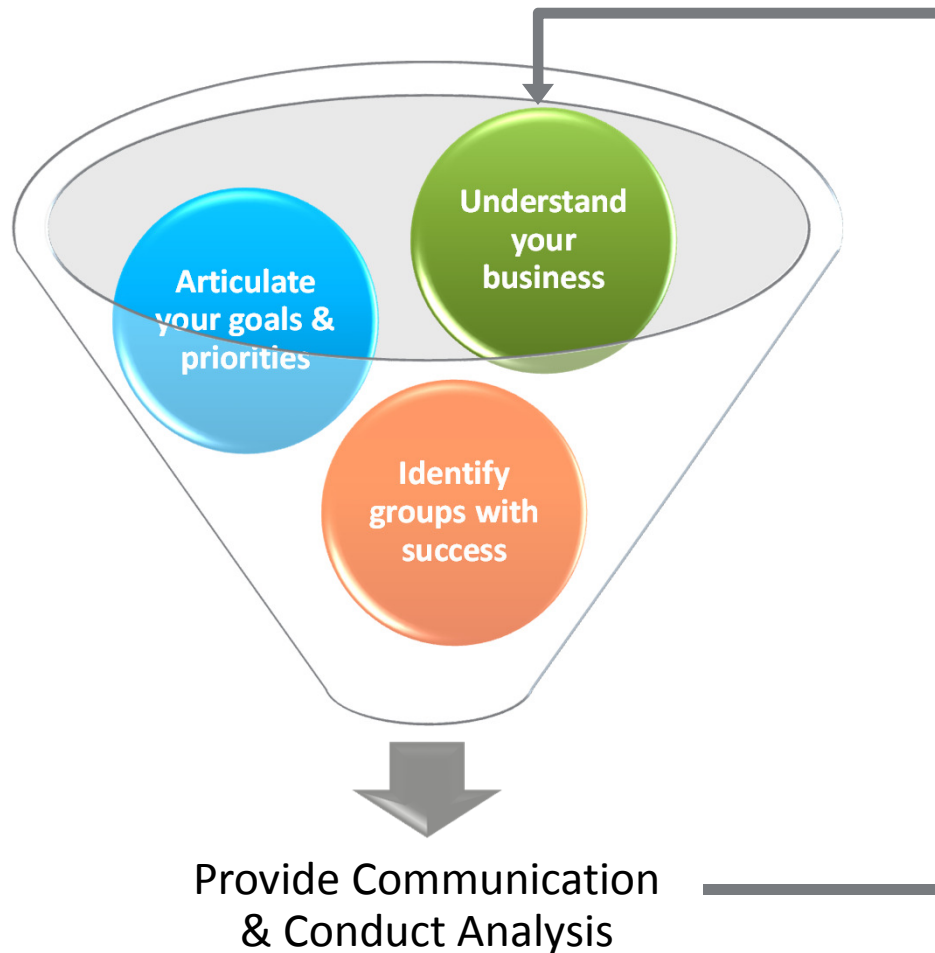 Understand
your
business
Articulate
your goals &
priorities
Identify
groups with
success
Provide Communication
& Conduct Analysis